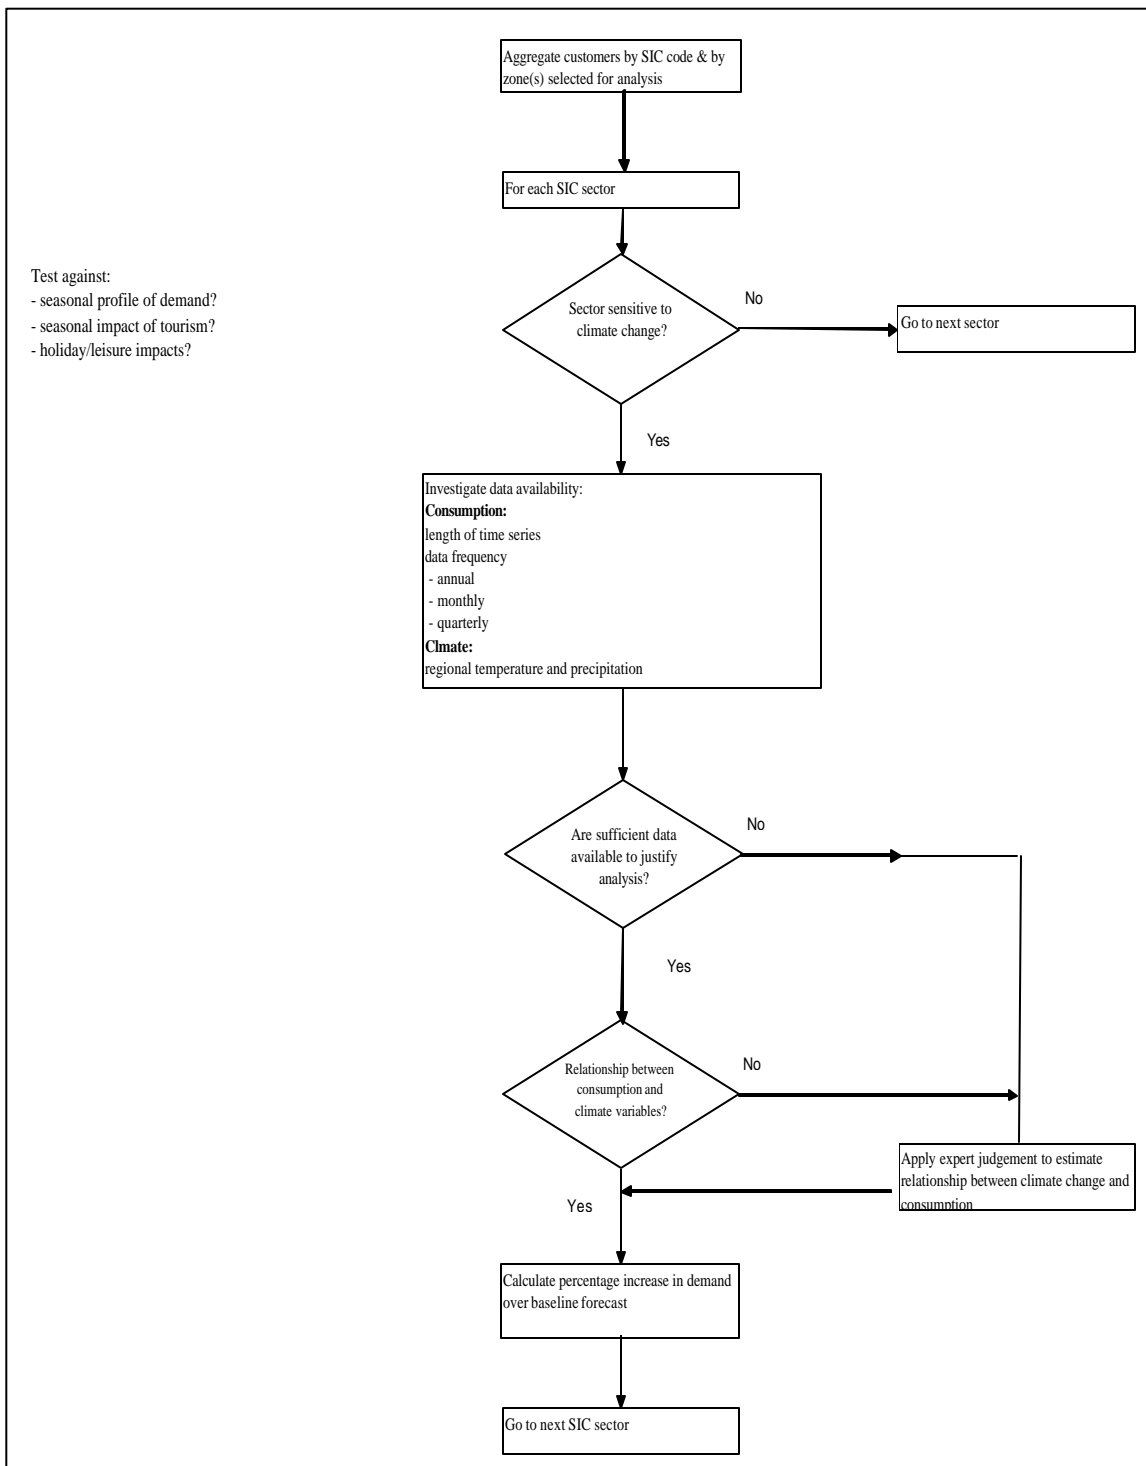 Aggregate customers by SIC code & by
zone(s) selected for analysis
For each SIC sector
Test against:
- seasonal profile of demand?
- seasonal impact of tourism?
- holiday/leisure impacts?
Sector sensitive to
climate change?
No
Go to next sector
Yes
Investigate data availability:
Consumption:
length of time series
data frequency
- annual
- monthly
- quarterly
Clmate:
regional temperature and precipitation
Are sufficient data
available to justify
analysis?
No
Yes
Relationship between
consumption and
climate variables?
No
Apply expert judgement to estimate
relationship between climate change and
consumption
Yes
Calculate percentage increase in demand
over baseline forecast
Go to next SIC sector